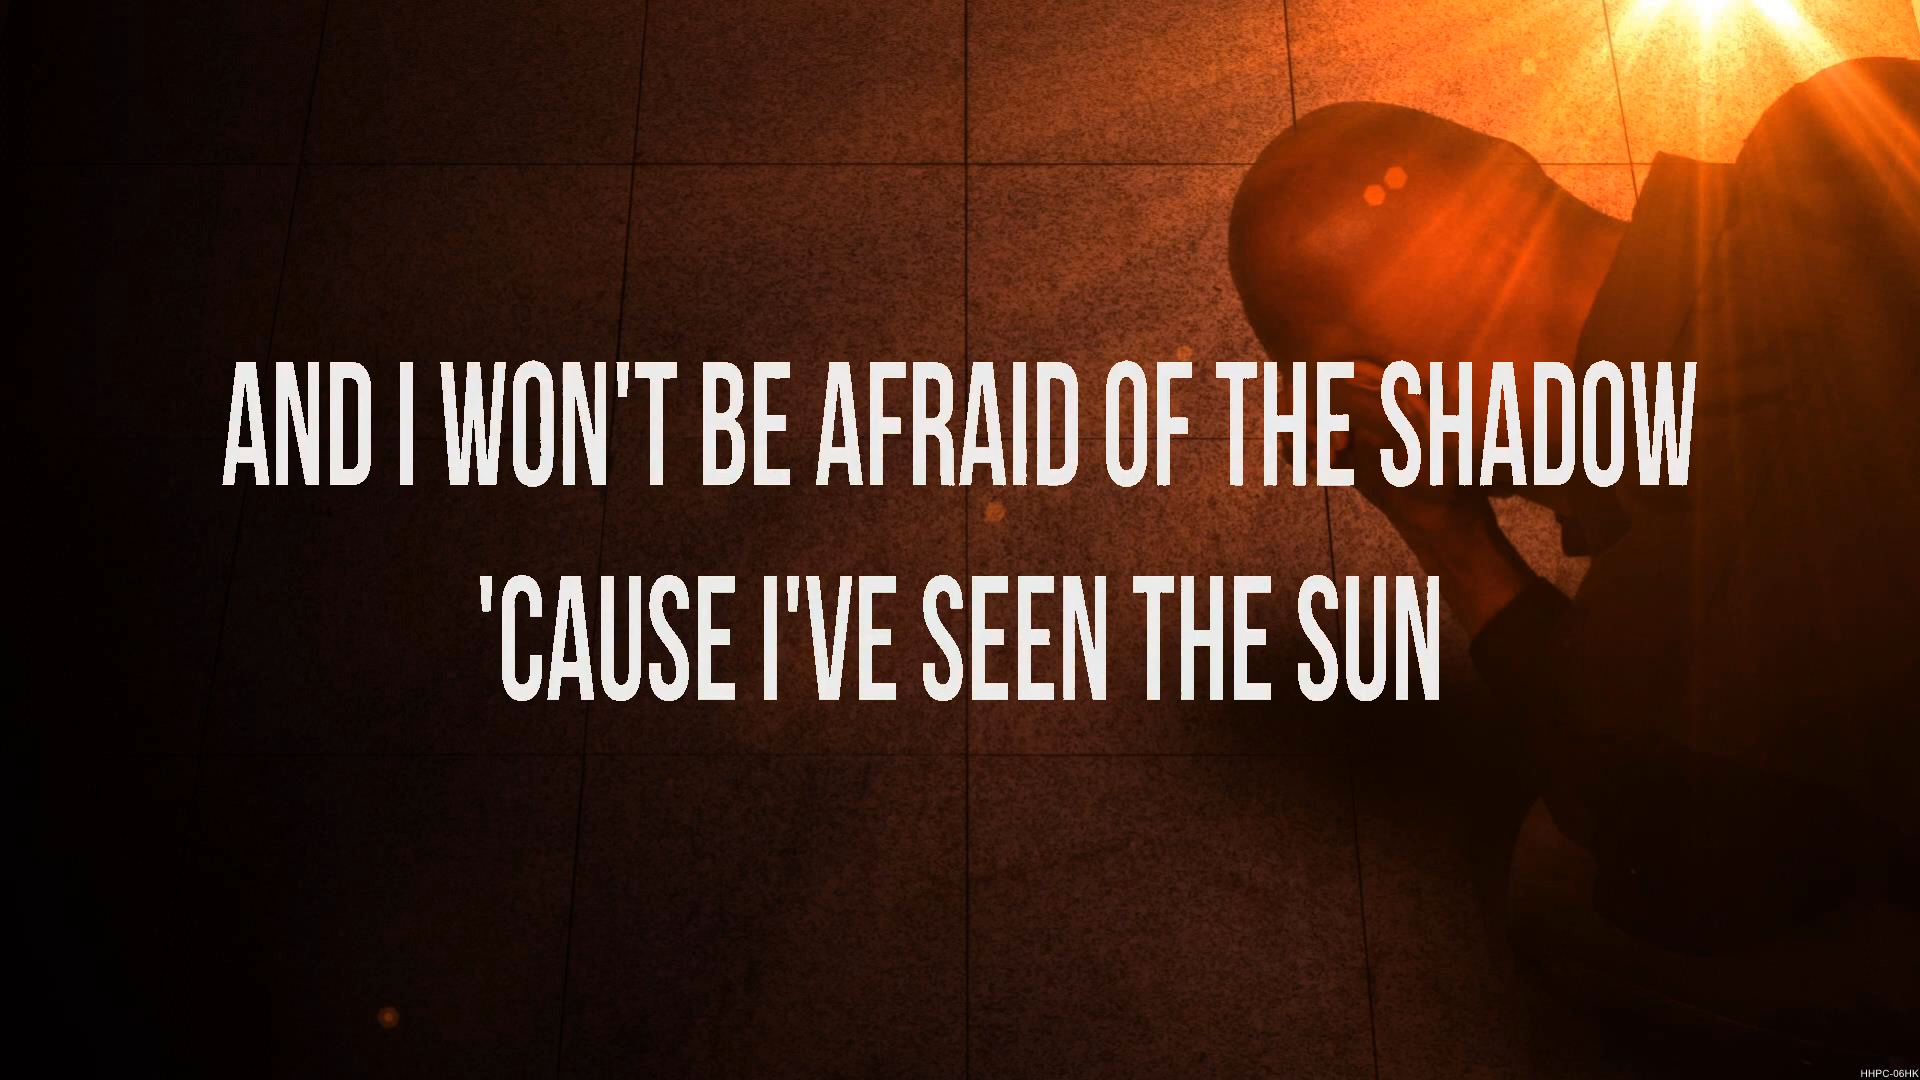 AND I WON'T BE AFRAID OF THE SHADOW
'CAUSE I'VE SEEN THE SUN
HHPC-06HK